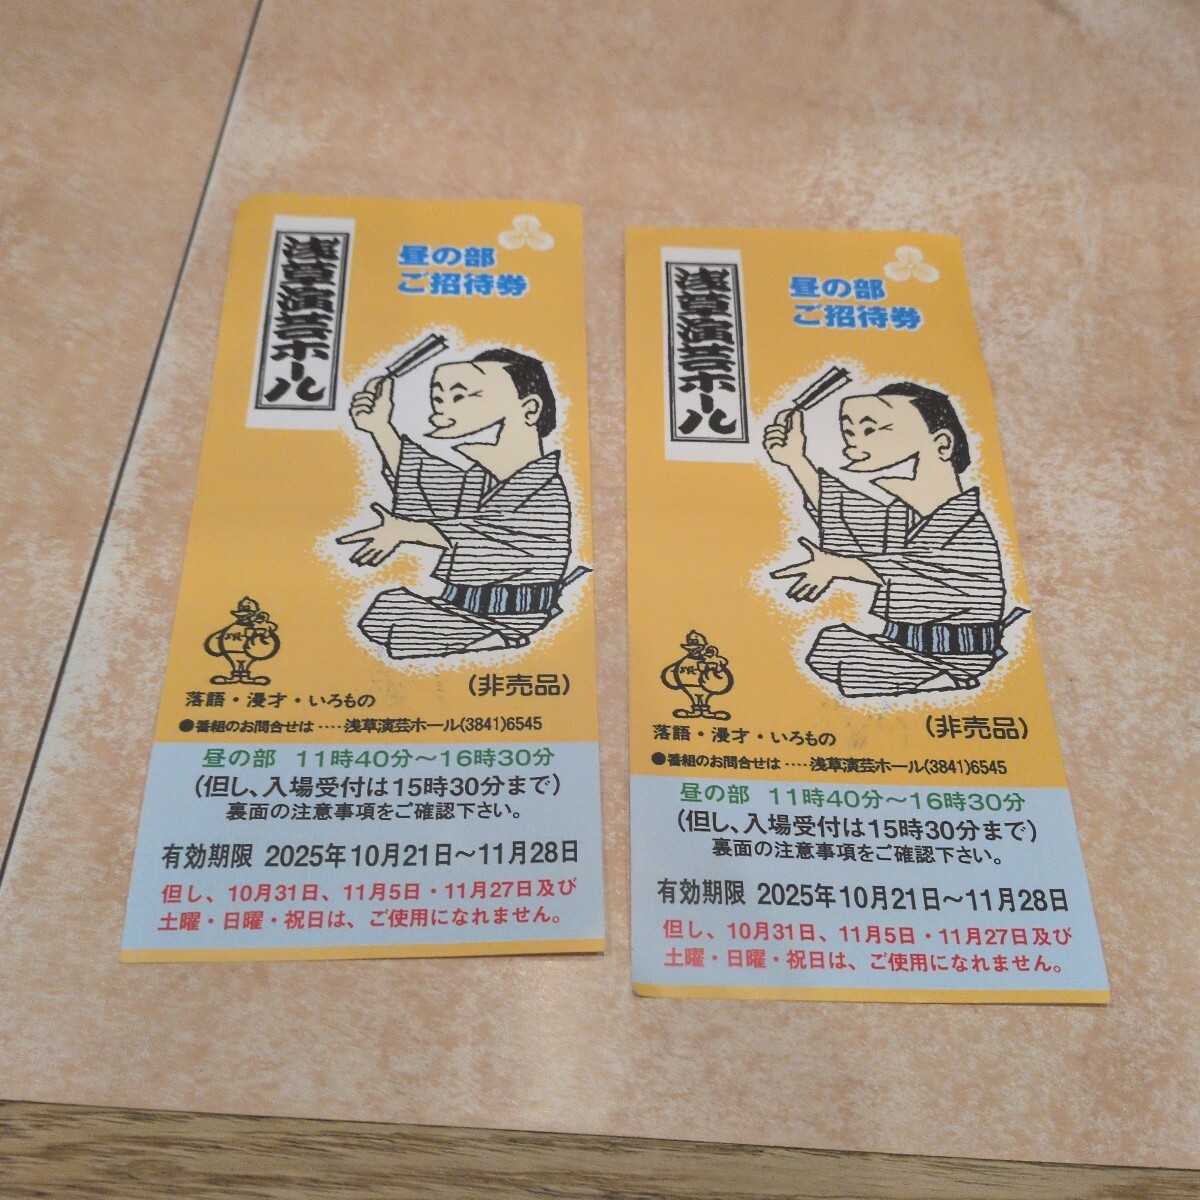 浅草演芸ホール
昼の部
ご招待券
落語・漫才・いろもの
(非売品)
●番組のお問合せは‥‥浅草演芸ホール(3841)6545
昼の部 11時40分〜16時30分
(但し、入場受付は15時30分まで)
裏面の注意事項をご確認下さい。
有効期限 2025年10月21日〜11月28日
但し、10月31日、11月5日・11月27日及び
土曜・日曜・祝日は、ご使用になれません。
浅草演芸ホール
昼の部
ご招待券
落語・漫才・いろもの
(非売品)
●番組のお問合せは‥‥浅草演芸ホール(3841)6545
昼の部 11時40分〜16時30分
(但し、入場受付は15時30分まで)
裏面の注意事項をご確認下さい。
有効期限 2025年10月21日〜11月28日
但し、10月31日、11月5日・11月27日及び
土曜・日曜・祝日は、ご使用になれません。